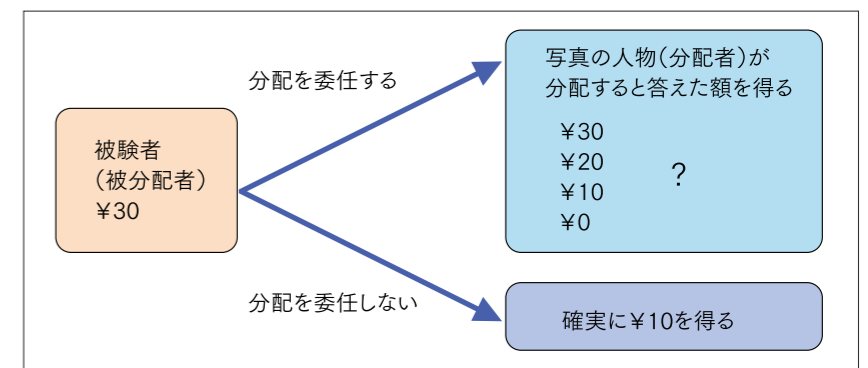 分配を委任する
写真の人物(分配者)が
分配すると答えた額を得る
¥30
¥20
¥10
¥0
?
被験者
(被分配者)
¥30
分配を委任しない
確実に¥10を得る